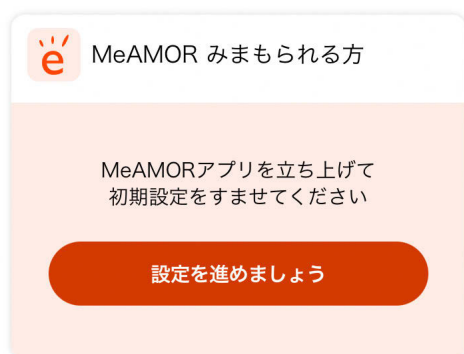 MeAMOR みまもられる方
MeAMORアプリを立ち上げて
初期設定をすませてください
設定を進めましょう